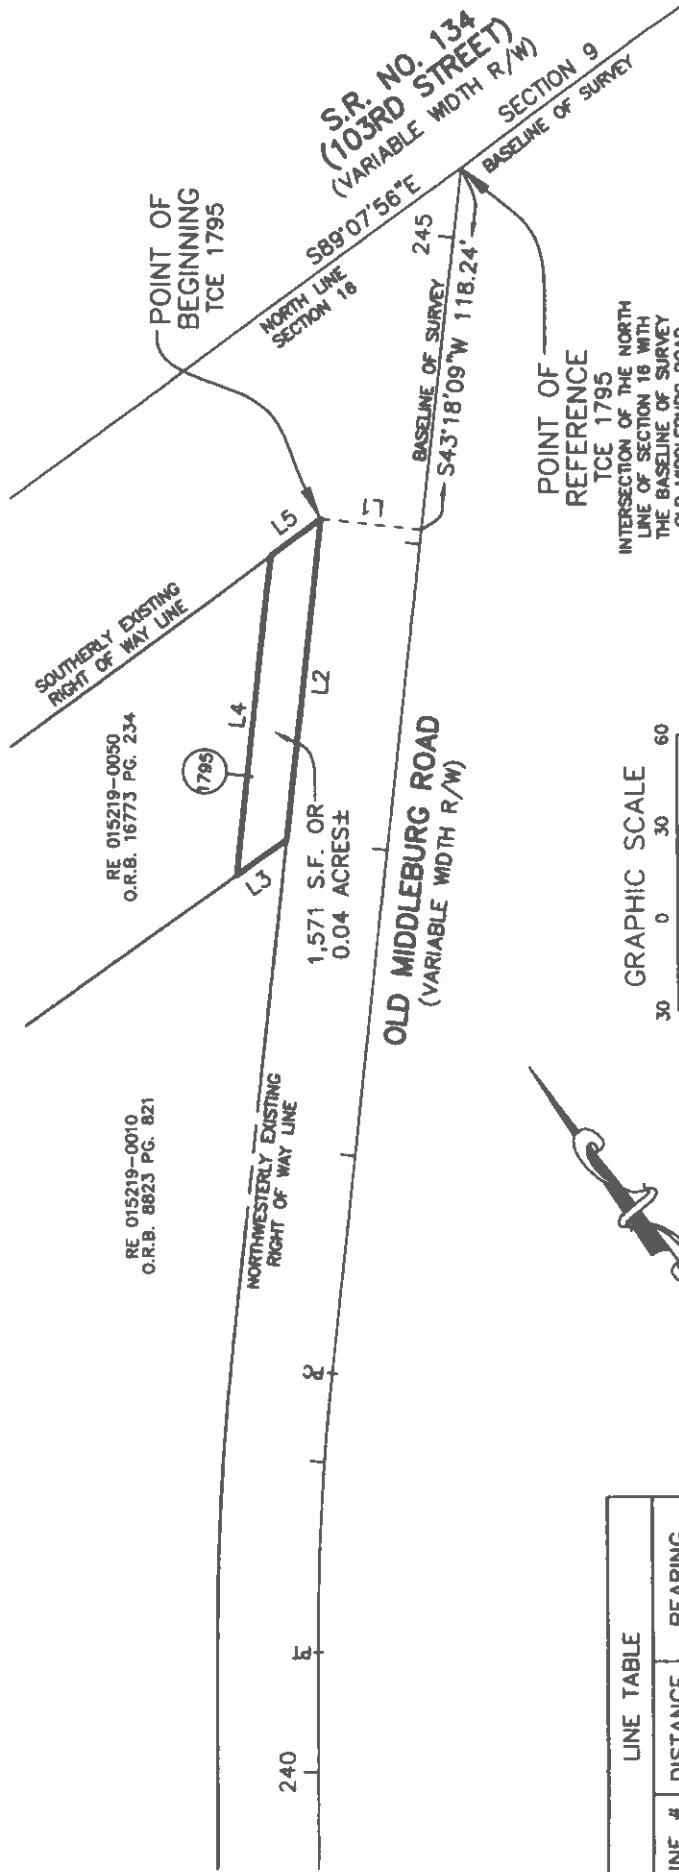 S.R. NO. 134
(103RD STREET)
(VARIABLE WIDTH R/W)
SECTION 9
BASELINE OF SURVEY
POINT OF
BEGINNING
TCE 1795
S89°07'56"E
NORTH LINE
SECTION 16
245
BASELINE OF SURVEY
S43°18'09"W 118.24'
POINT OF
REFERENCE
TCE 1795
INTERSECTION OF THE NORTH
LINE OF SECTION 16 WITH
THE BASELINE OF SURVEY
OLD MIDDLEBURG ROAD
L1
L5
SOUTHERLY EXISTING
RIGHT OF WAY LINE
RE 015219-0050
O.R.B. 16773 PG. 234
1795
L4
L2
L3
1,571 S.F. OR
0.04 ACRES±
OLD MIDDLEBURG ROAD
(VARIABLE WIDTH R/W)
GRAPHIC SCALE
30 0 30 60
RE 015219-0010
O.R.B. 8823 PG. 821
NORTHWESTERLY EXISTING
RIGHT OF WAY LINE
240
LINE TABLE
LINE # DISTANCE BEARING